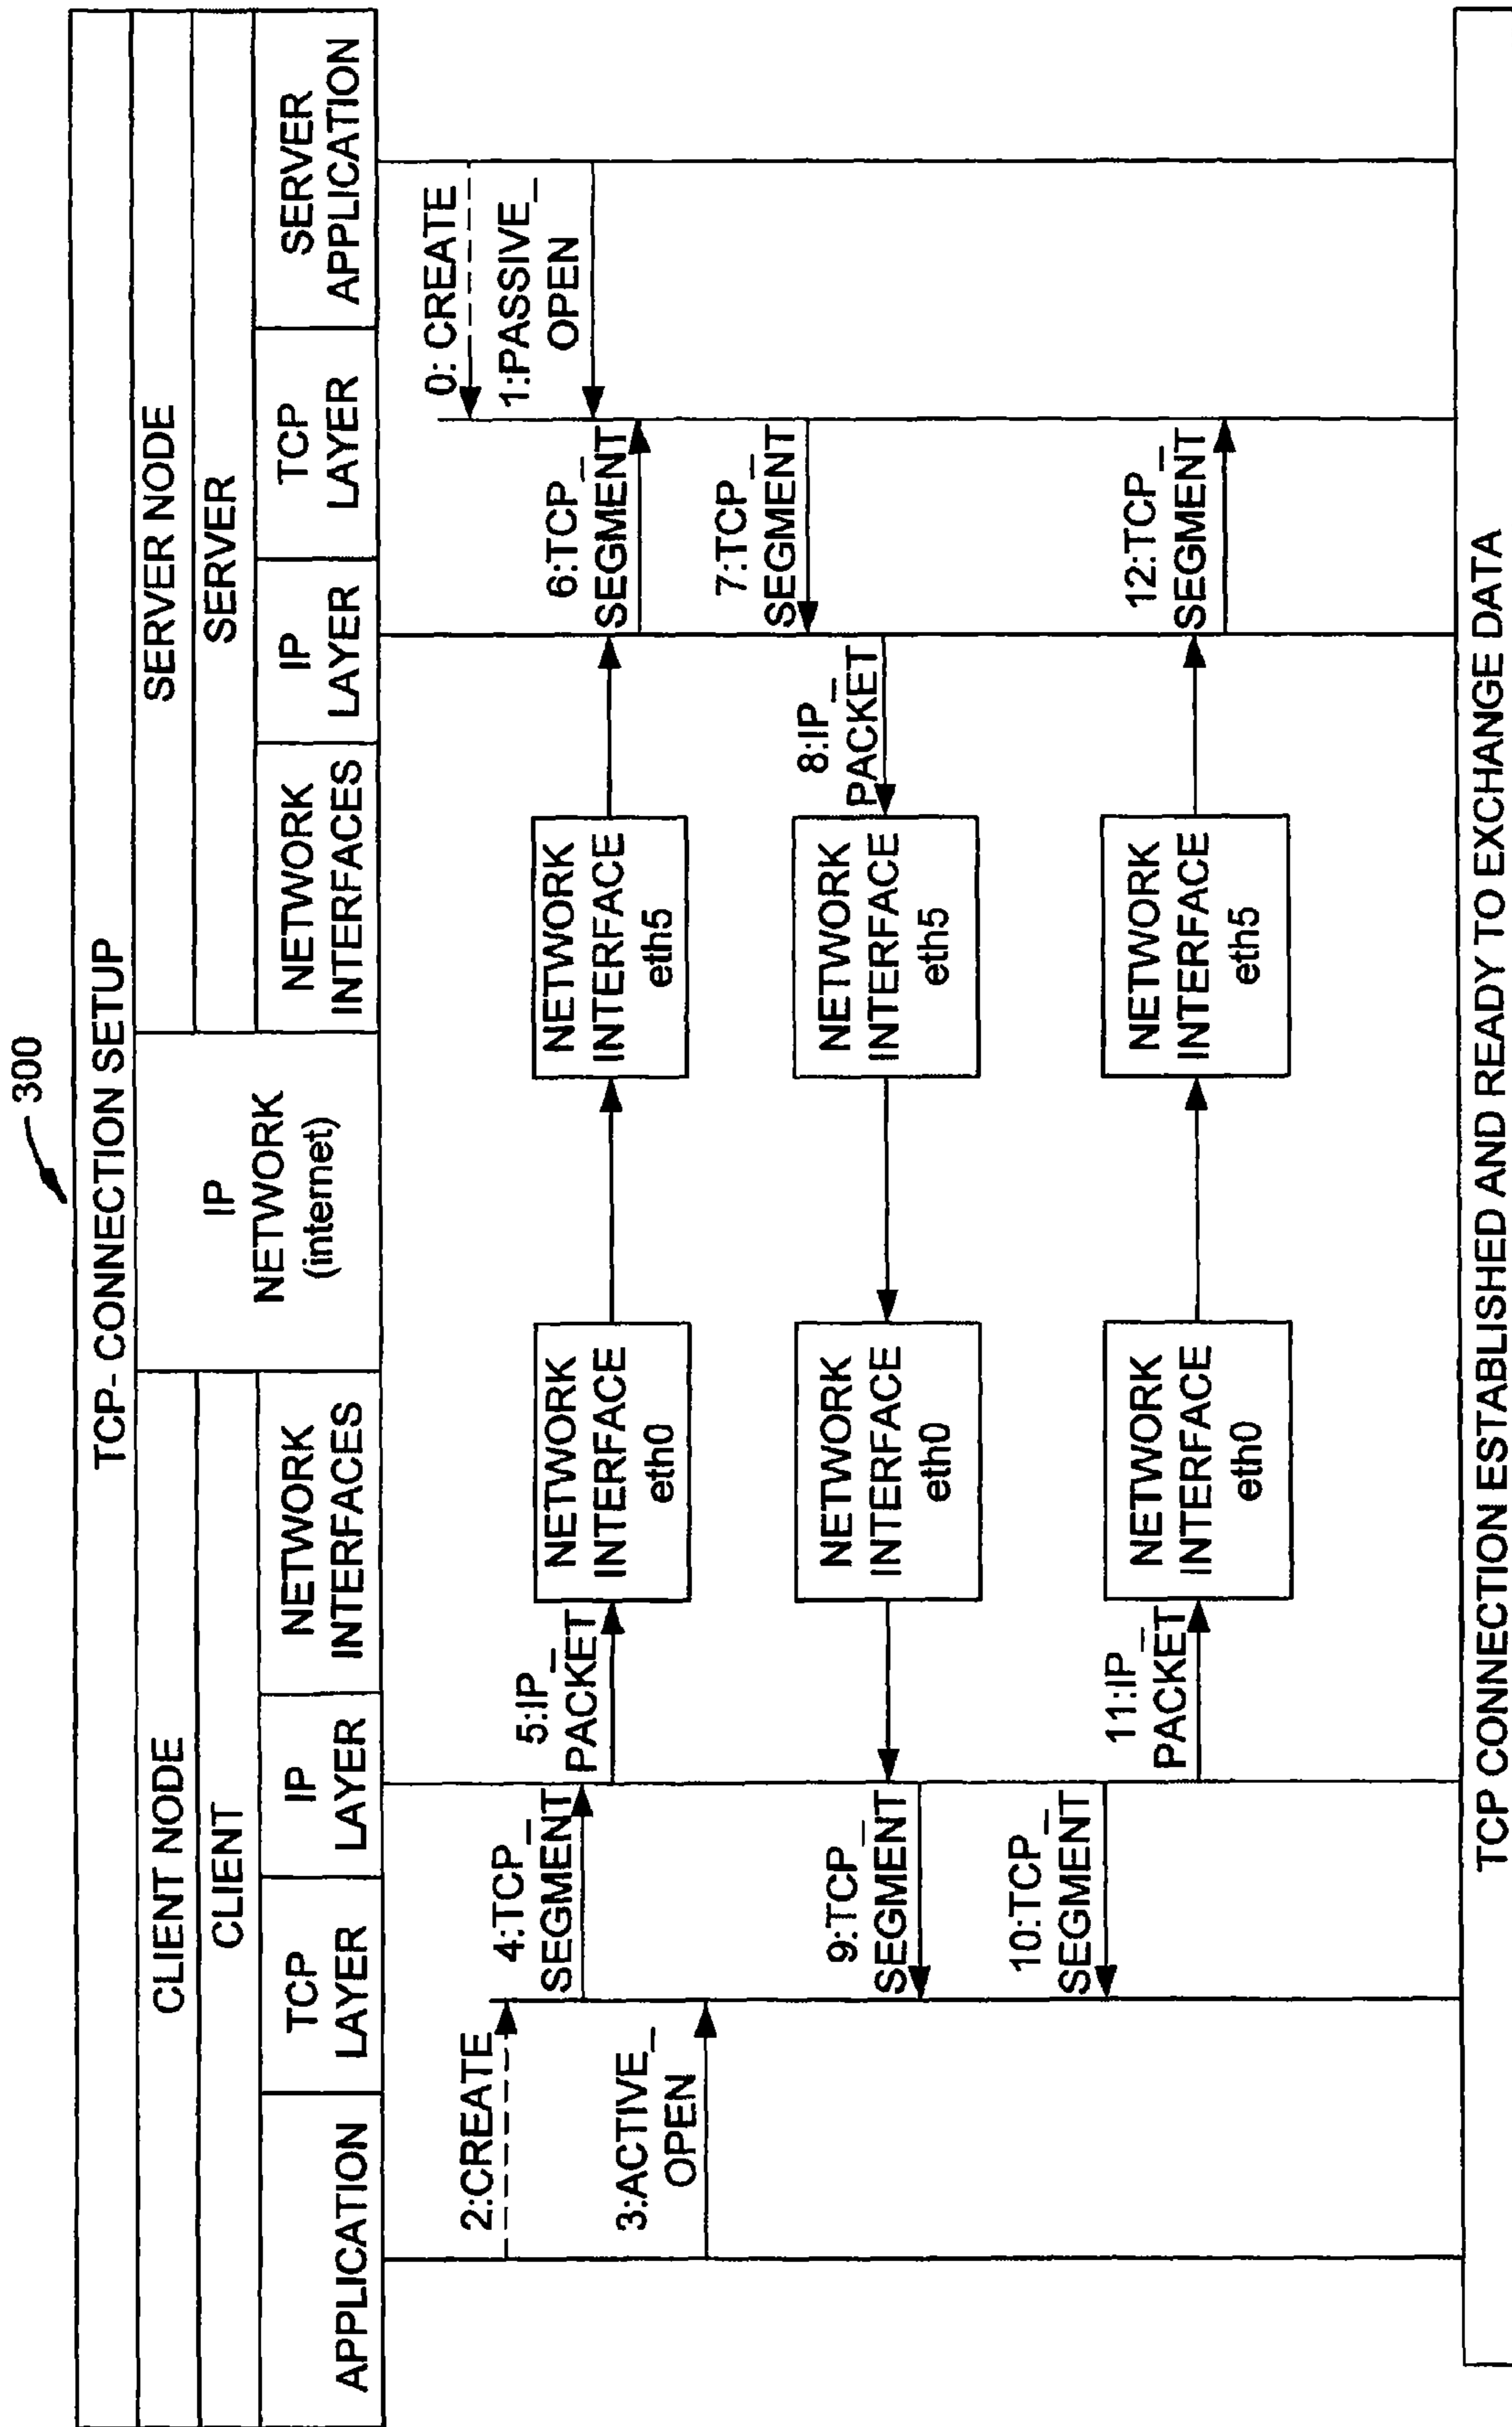 300
TCP- CONNECTION SETUP
CLIENT NODE
IP
NETWORK
(internet)
SERVER NODE
CLIENT
SERVER
APPLICATION
TCP
LAYER
IP
LAYER
NETWORK
INTERFACES
NETWORK
INTERFACES
IP
LAYER
TCP
LAYER
SERVER
APPLICATION
0: CREATE
1:PASSIVE_
OPEN
2:CREATE
3:ACTIVE_
OPEN
4:TCP_
SEGMENT
5:IP_
PACKET
NETWORK
INTERFACE
eth0
NETWORK
INTERFACE
eth5
6:TCP_
SEGMENT
7:TCP_
SEGMENT
8:IP_
PACKET
NETWORK
INTERFACE
eth5
NETWORK
INTERFACE
eth0
9:TCP_
SEGMENT
10:TCP_
SEGMENT
11:IP_
PACKET
NETWORK
INTERFACE
eth0
NETWORK
INTERFACE
eth5
12:TCP_
SEGMENT
TCP CONNECTION ESTABLISHED AND READY TO EXCHANGE DATA